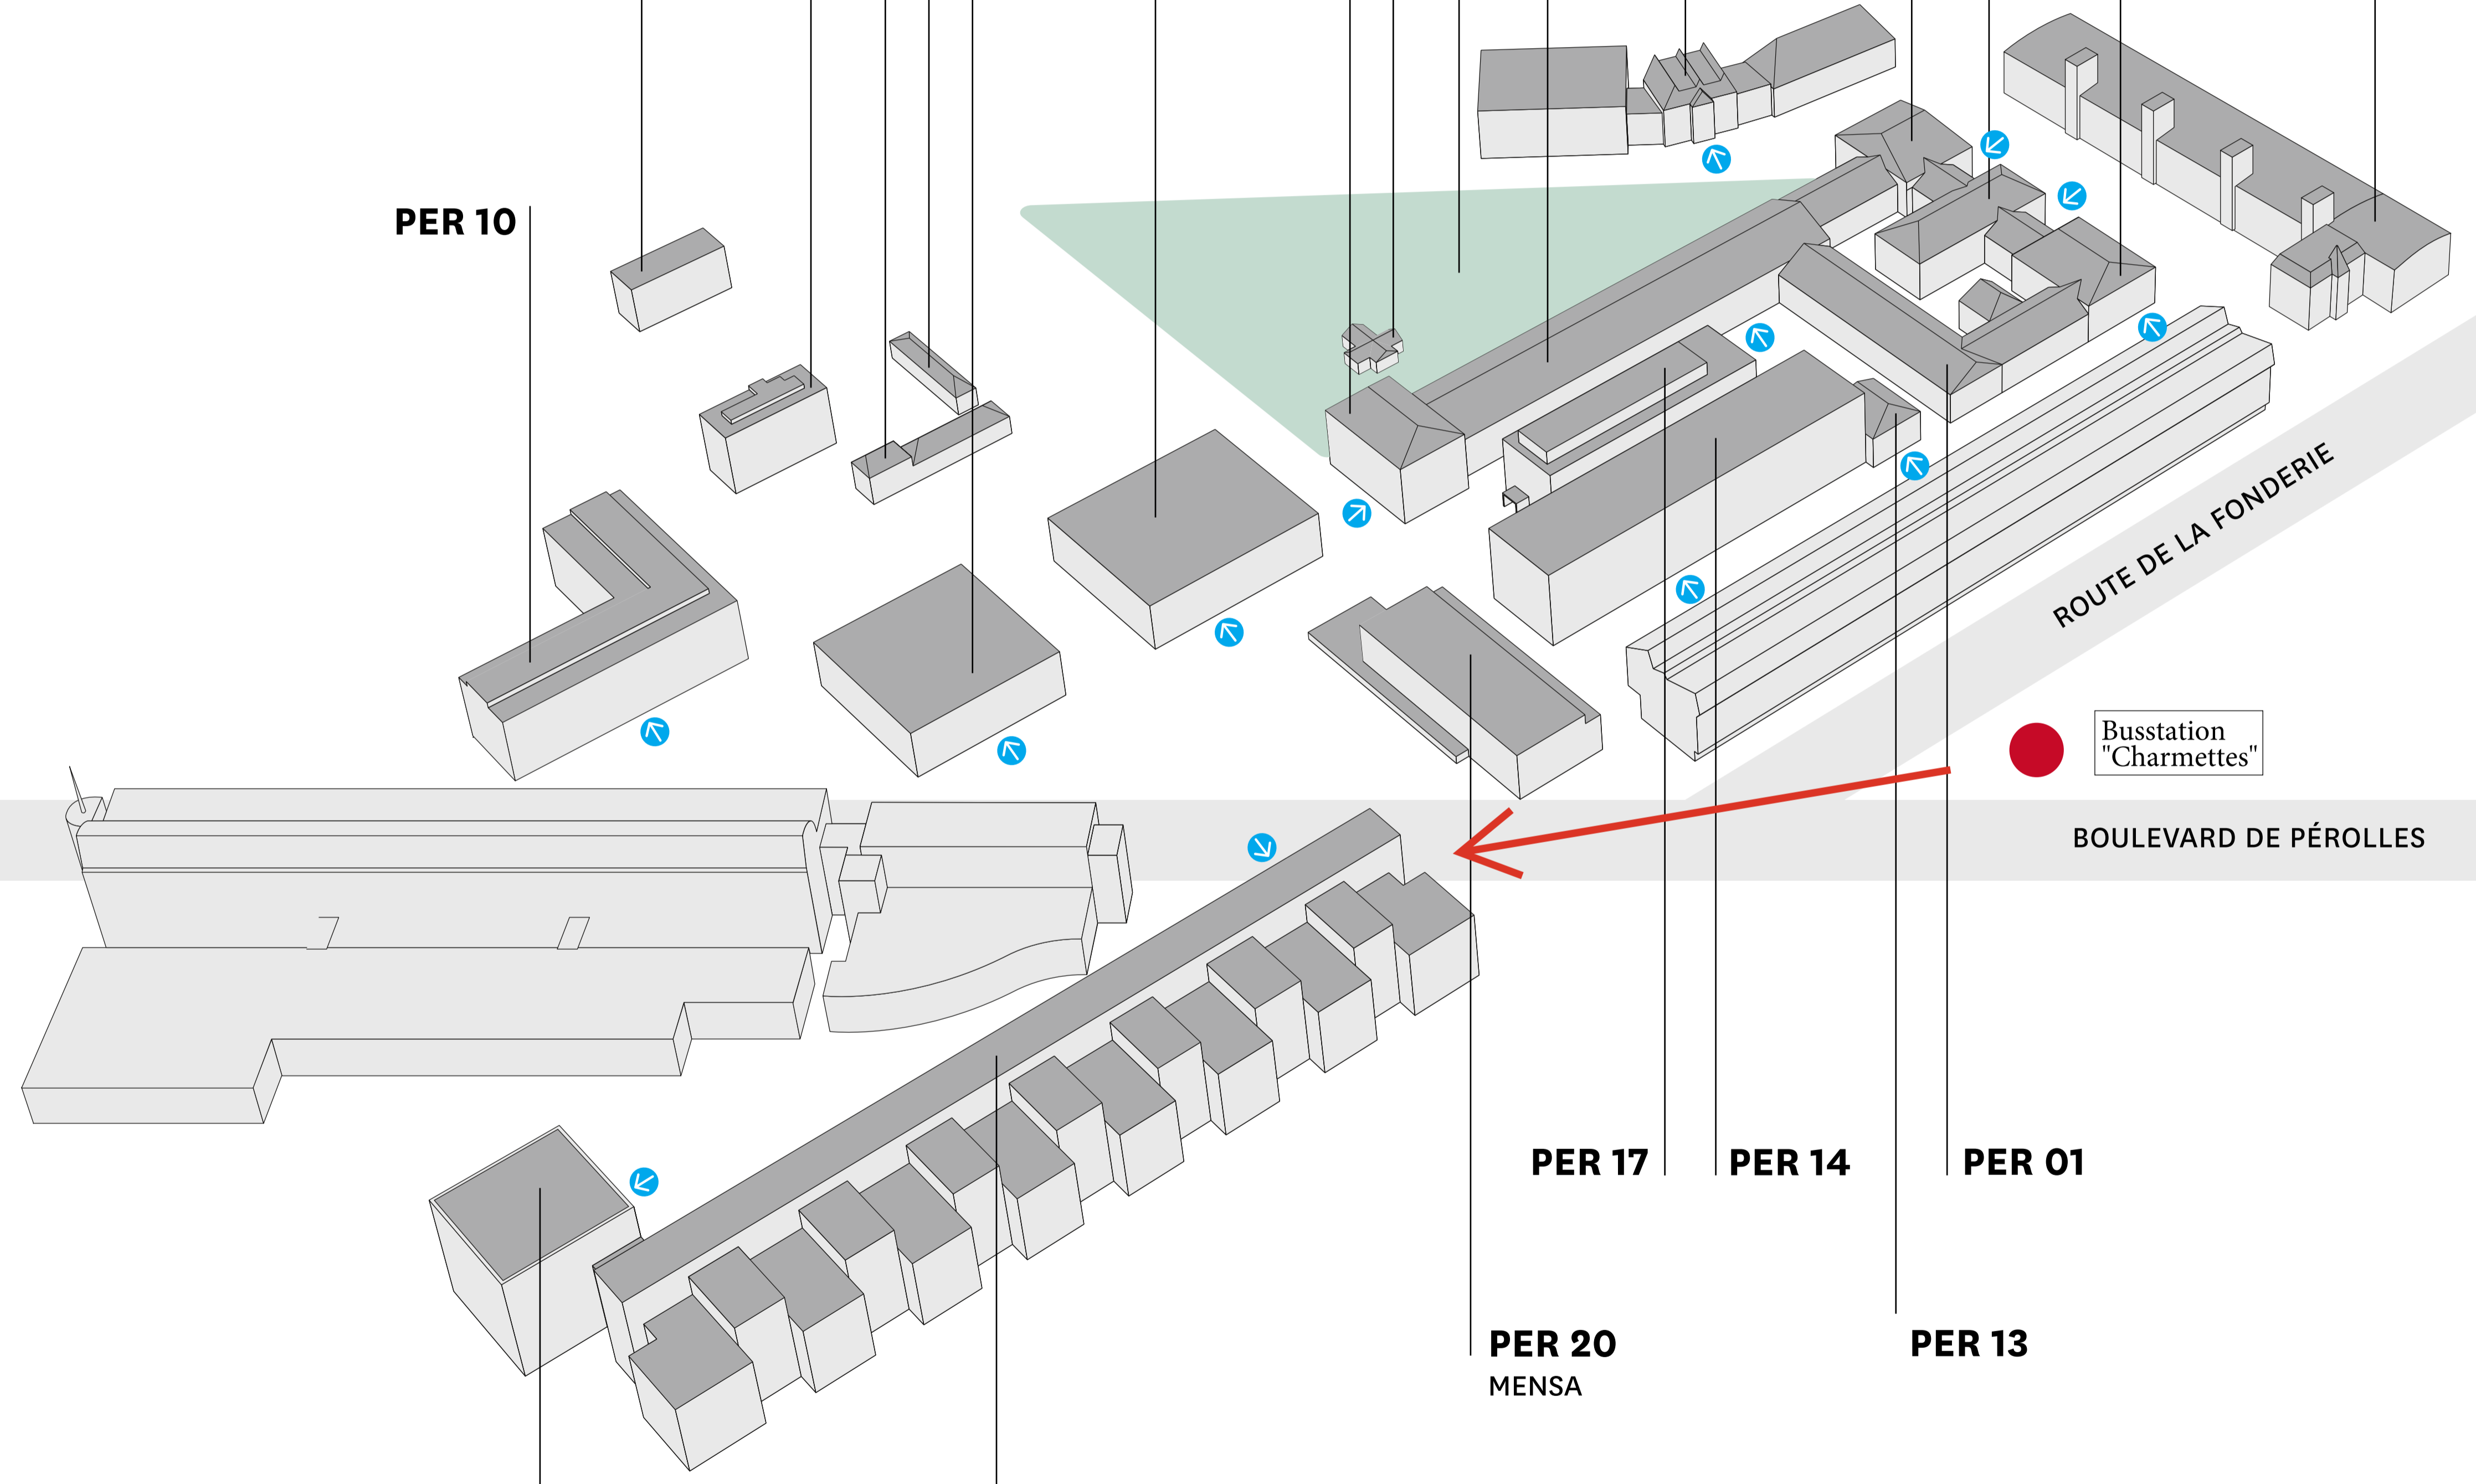 PER 10
ROUTE DE LA FONDERIE
Busstation
"Charmettes"
BOULEVARD DE PÉROLLES
PER 17
PER 14
PER 01
PER 20
MENSA
PER 13